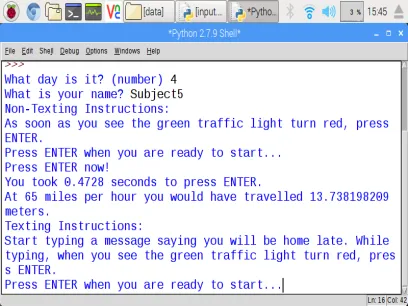 [data]
[input...
*Pytho...
3 %
15:45
*Python 2.7.9 Shell*
File Edit Shell Debug Options Windows Help
>>>
What day is it? (number) 4
What is your name? Subject5
Non-Texting Instructions:
As soon as you see the green traffic light turn red, press
ENTER.
Press ENTER when you are ready to start...
Press ENTER now!
You took 0.4728 seconds to press ENTER.
At 65 miles per hour you would have travelled 13.738198209
meters.
Texting Instructions:
Start typing a message saying you will be home late. While
typing, when you see the green traffic light turn red, pres
s ENTER.
Press ENTER when you are ready to start...
Ln: 16 Col: 42